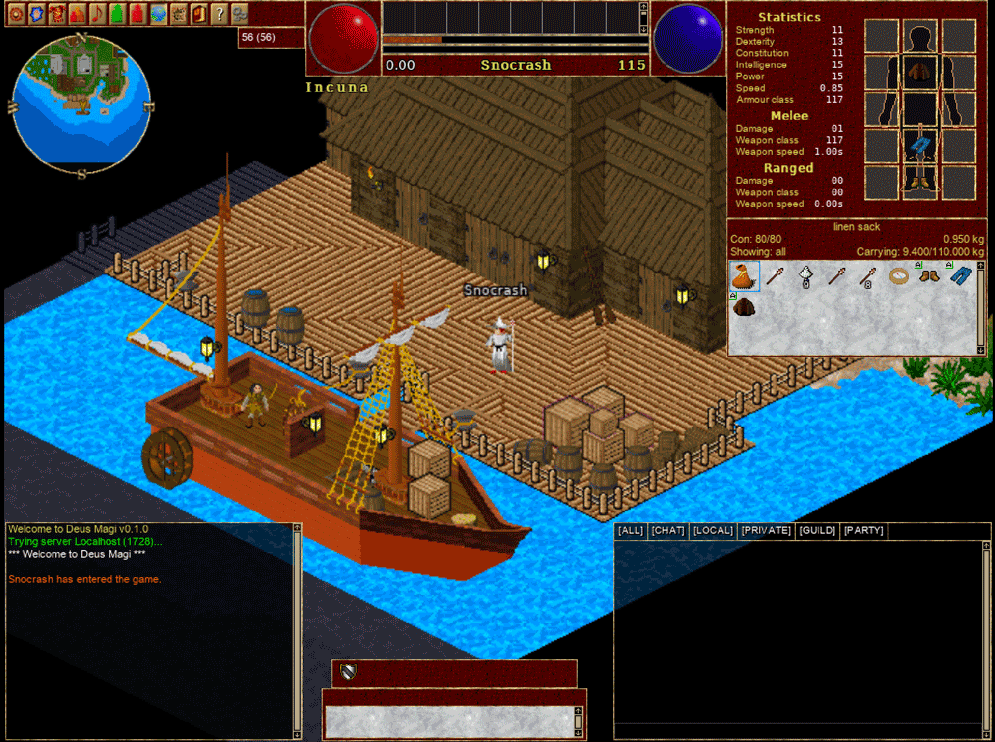 56 (56)
0.00 Snocrash 115
Incuna
N
S
Statistics
Strength 11
Dexterity 13
Constitution 11
Intelligence 15
Power 15
Speed 0.85
Armour class 117
Melee
Damage 01
Weapon class 117
Weapon speed 1.00s
Ranged
Damage 00
Weapon class 00
Weapon speed 0.00s
linen sack
Con: 80/80 0.950 kg
Showing: all Carrying: 9.400/110.000 kg
Snocrash
Welcome to Deus Magi v0.1.0
Trying server Localhost (1728)...
*** Welcome to Deus Magi ***
Snocrash has entered the game.
[ALL] [CHAT] [LOCAL] [PRIVATE] [GUILD] [PARTY]